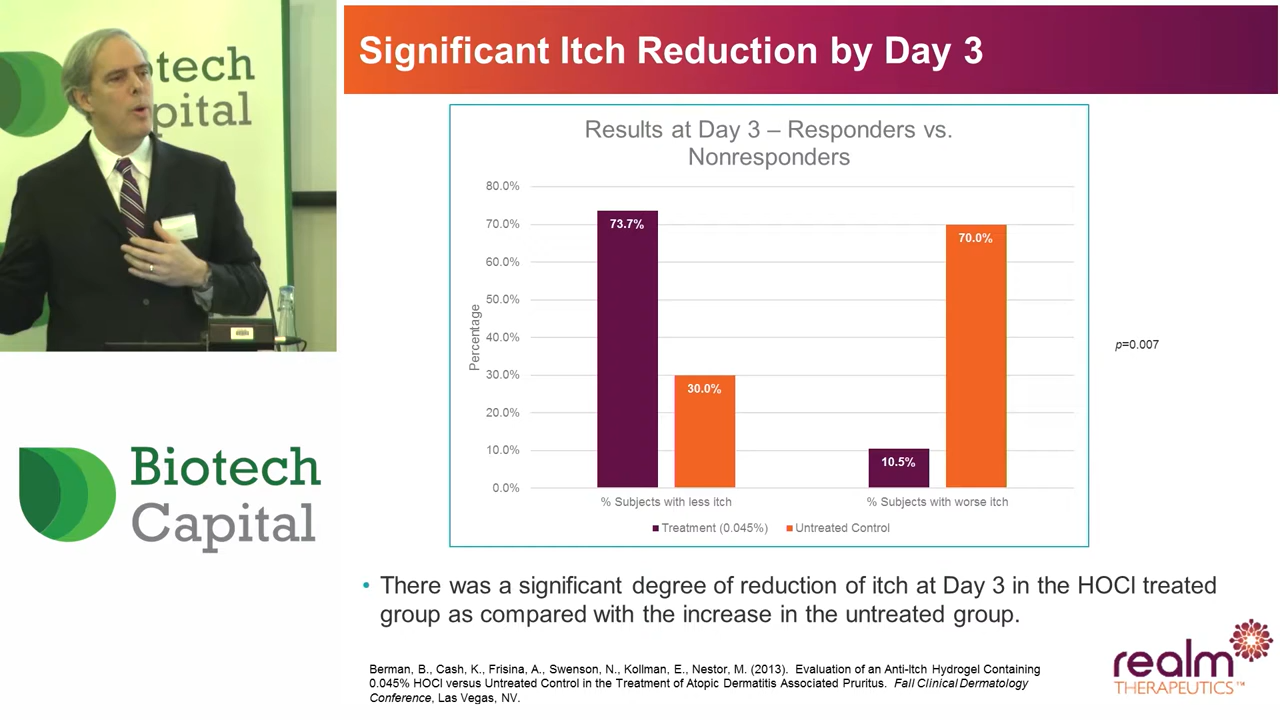 tech
pital
Biotech
Capital
Significant Itch Reduction by Day 3
Results at Day 3 – Responders vs.
Nonresponders
80.0%
70.0%
60.0%
50.0%
40.0%
30.0%
20.0%
10.0%
0.0%
Percentage
73.7%
30.0%
10.5%
70.0%
% Subjects with less itch
% Subjects with worse itch
Treatment (0.045%)
Untreated Control
p=0.007
• There was a significant degree of reduction of itch at Day 3 in the HOCl treated
group as compared with the increase in the untreated group.
Berman, B., Cash, K., Frisina, A., Swenson, N., Kollman, E., Nestor, M. (2013). Evaluation of an Anti-Itch Hydrogel Containing
0.045% HOCl versus Untreated Control in the Treatment of Atopic Dermatitis Associated Pruritus. Fall Clinical Dermatology
Conference, Las Vegas, NV.
realm
THERAPEUTICS™